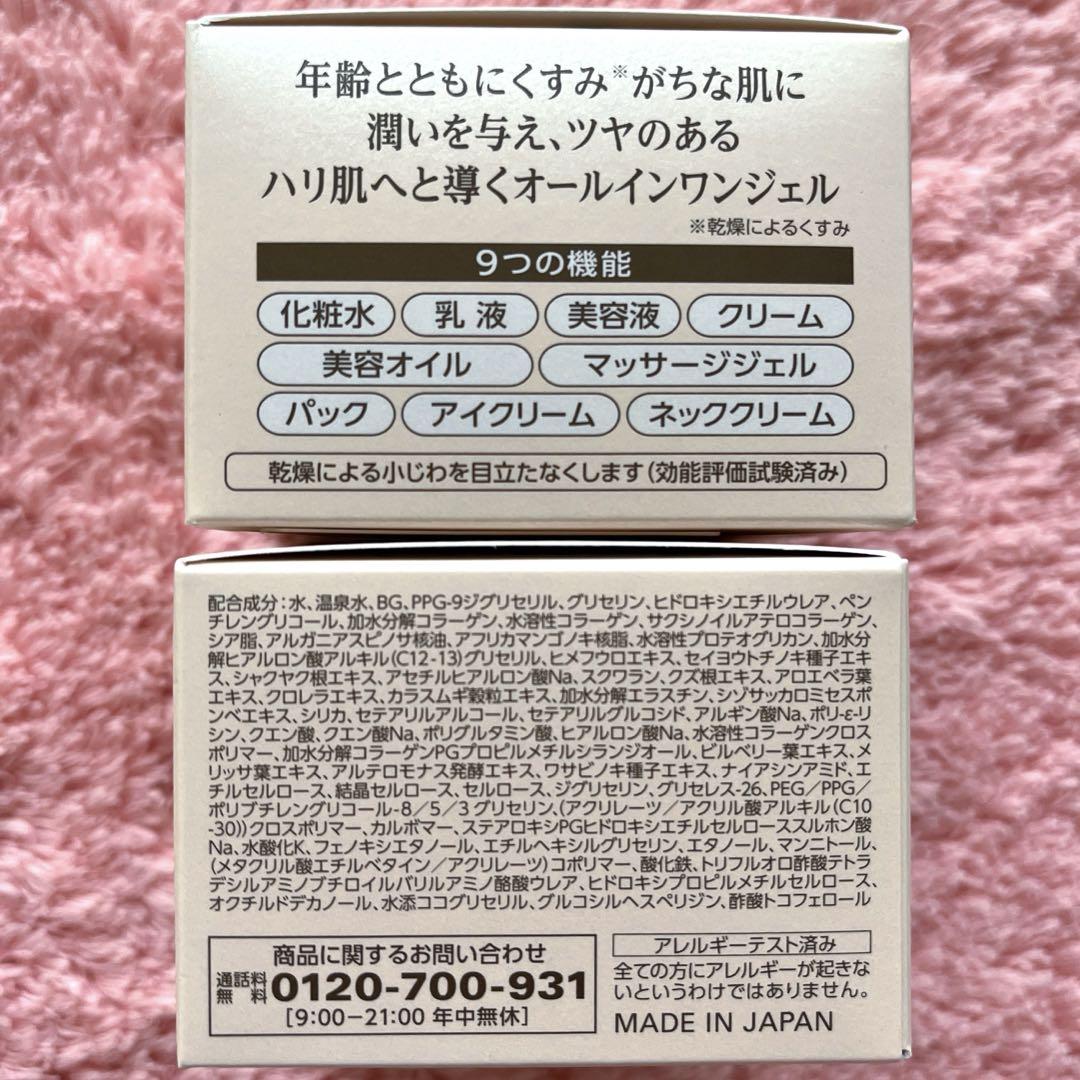 年齢とともにくすみ※がちな肌に
潤いを与え、ツヤのある
ハリ肌へと導くオールインワンジェル
※乾燥によるくすみ
9つの機能
化粧水 乳液 美容液 クリーム
美容オイル マッサージジェル
パック アイクリーム ネッククリーム
乾燥による小じわを目立たなくします(効能評価試験済み)
配合成分:水、温泉水、BG、PPG-9ジグリセリル、グリセリン、ヒドロキシエチルウレア、ペン
チレングリコール、加水分解コラーゲン、水溶性コラーゲン、サクシノイルアテロコラーゲン、
シア脂、アルガニアスピノサ核油、アフリカマンゴノキ核脂、水溶性プロテオグリカン、加水分
解ヒアルロン酸アルキル(C12-13)グリセリル、ヒメフウロエキス、セイヨウトチノキ種子エキ
ス、シャクヤク根エキス、アセチルヒアルロン酸Na、スクワラン、クズ根エキス、アロエベラ葉
エキス、クロレラエキス、カラスムギ穀粒エキス、加水分解エラスチン、シゾサッカロミセスポ
ンベエキス、シリカ、セテアリルアルコール、セテアリルグルコシド、アルギン酸Na、ポリ-ε-リ
シン、クエン酸、クエン酸Na、ポリグルタミン酸、ヒアルロン酸Na、水溶性コラーゲンクロス
ポリマー、加水分解コラーゲンPGプロピルメチルシランジオール、ビルベリー葉エキス、メ
リッサ葉エキス、アルテロモナス発酵エキス、ワサビノキ種子エキス、ナイアシンアミド、エ
チルセルロース、結晶セルロース、セルロース、ジグリセリン、グリセレス-26、PEG/PPG/
ポリブチレングリコール-8/5/3グリセリン、(アクリレーツ/アクリル酸アルキル(C10
-30))クロスポリマー、カルボマー、ステアロキシPGヒドロキシエチルセルローススルホン酸
Na、水酸化K、フェノキシエタノール、エチルヘキシルグリセリン、エタノール、マンニトール、
(メタクリル酸エチルベタイン/アクリレーツ)コポリマー、酸化鉄、トリフルオロ酢酸テトラ
デシルアミノブチロイルバリルアミノ酪酸ウレア、ヒドロキシプロピルメチルセルロース、
オクチルドデカノール、水添ココグリセリル、グルコシルヘスペリジン、酢酸トコフェロール
商品に関するお問い合わせ
通話料無料 0120-700-931
[9:00-21:00 年中無休]
アレルギーテスト済み
全ての方にアレルギーが起きな
いというわけではありません。
MADE IN JAPAN